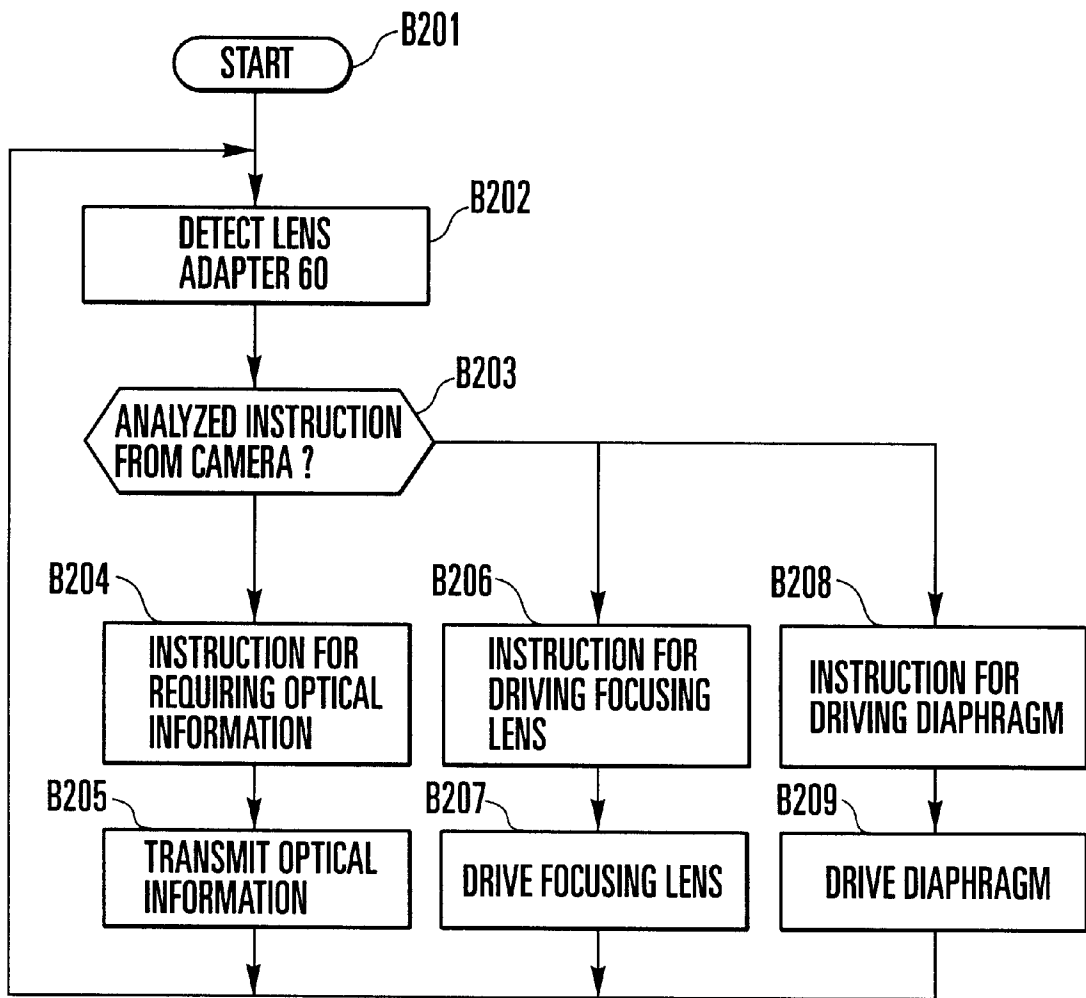 B201
START
B202
DETECT LENS
ADAPTER 60
B203
ANALYZED INSTRUCTION
FROM CAMERA ?
B204
INSTRUCTION FOR
REQUIRING OPTICAL
INFORMATION
B206
INSTRUCTION FOR
DRIVING FOCUSING
LENS
B208
INSTRUCTION FOR
DRIVING DIAPHRAGM
B205
TRANSMIT OPTICAL
INFORMATION
B207
DRIVE FOCUSING LENS
B209
DRIVE DIAPHRAGM